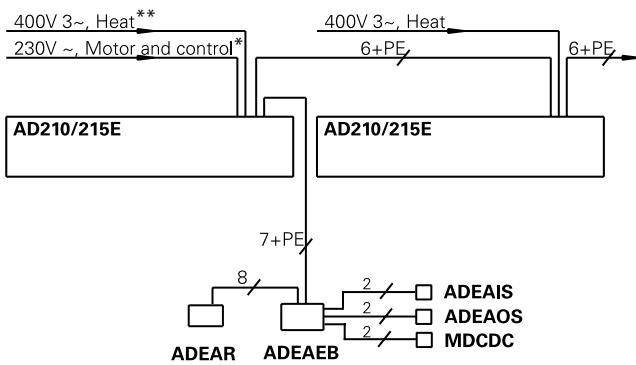 400V 3~, Heat** 400V 3~, Heat
230V ~, Motor and control* 6+PE 6+PE
AD210/215E AD210/215E
7+PE
8 2 ADEAIS
2 ADEAOS
2 MDCDC
ADEAR ADEAEB